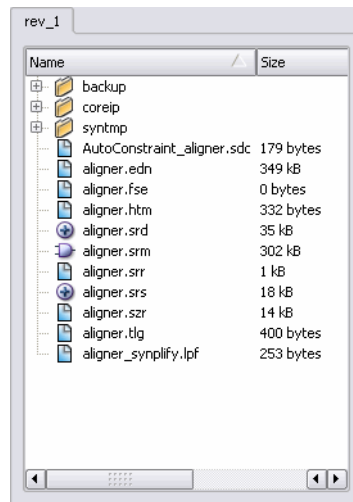 rev_1
Name Size
backup
coreip
syntmp
AutoConstraint_aligner.sdc 179 bytes
aligner.edn 349 kB
aligner.fse 0 bytes
aligner.htm 332 bytes
aligner.srd 35 kB
aligner.srm 302 kB
aligner.srr 1 kB
aligner.srs 18 kB
aligner.szr 14 kB
aligner.tlg 400 bytes
aligner_synplify.lpf 253 bytes